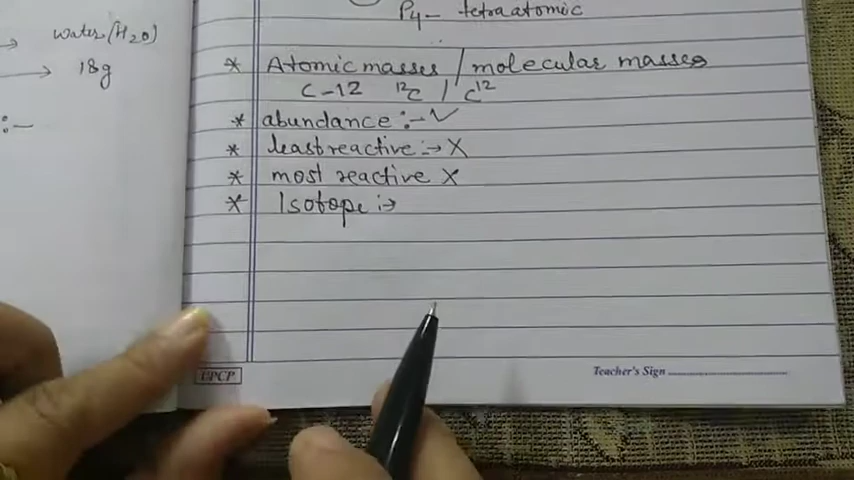 water (H2O)
→ 18g
:-
P4- tetraatomic
* Atomic masses / molecular masses
C-12 ¹²C / C¹²
* abundance :- ✓
* least reactive :→ X
* most reactive X
* Isotope :→
UPCP
Teacher's Sign